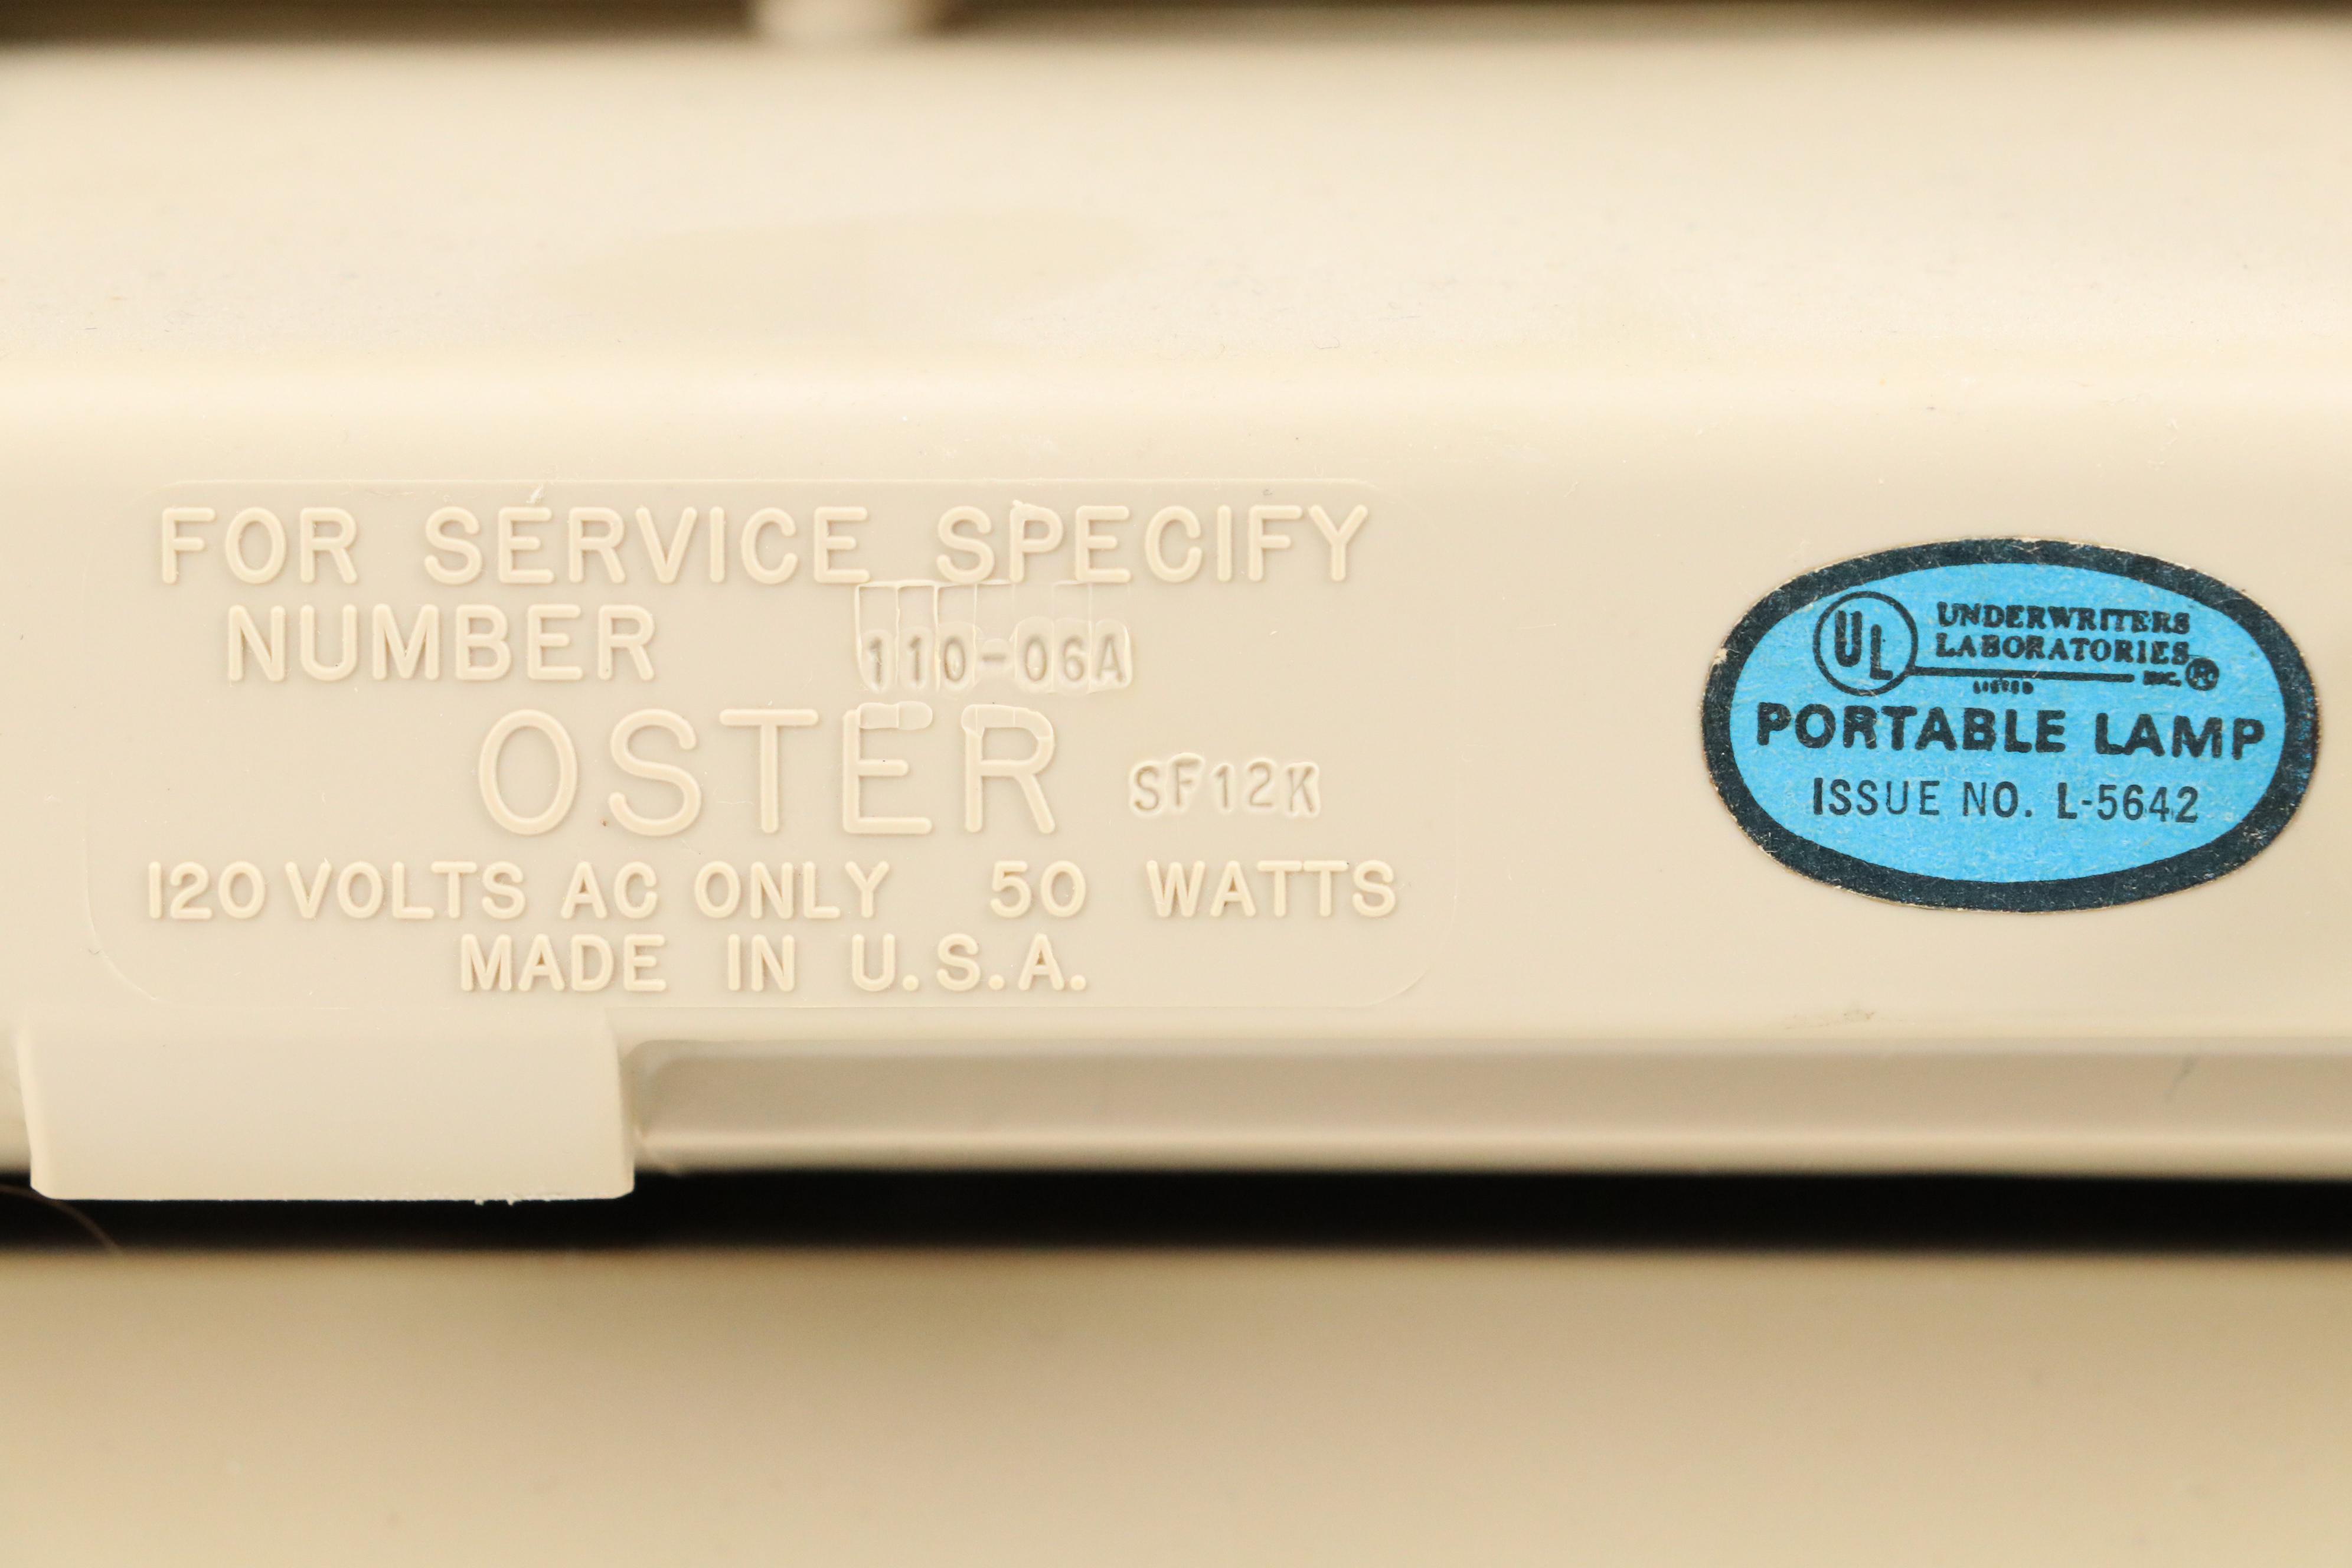 FOR SERVICE SPECIFY
NUMBER 110-06A
OSTER SF12K
120 VOLTS AC ONLY 50 WATTS
MADE IN U.S.A.
UL UNDERWRITERS
LABORATORIES
INC.
LISTED
PORTABLE LAMP
ISSUE NO. L-5642